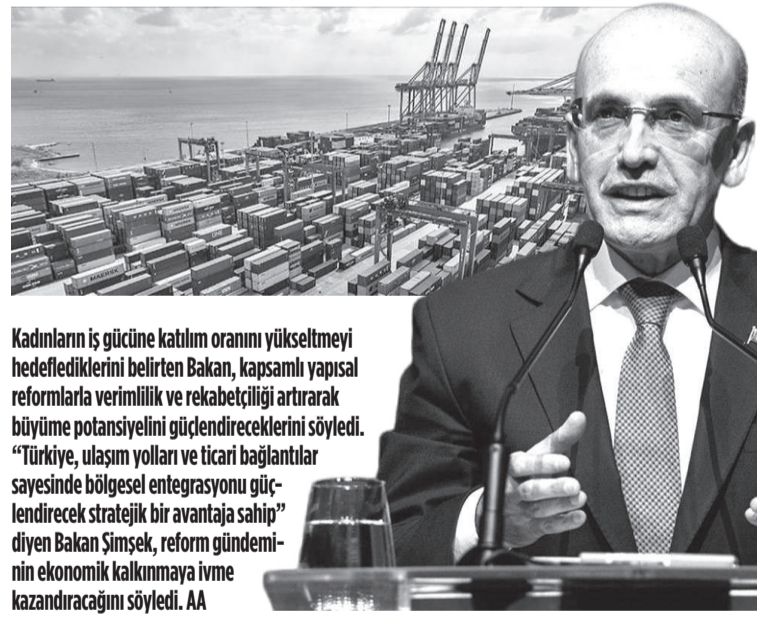 MAERSK
Kadınların iş gücüne katılım oranını yükseltmeyi
hedeflediklerini belirten Bakan, kapsamlı yapısal
reformlarla verimlilik ve rekabetçiliği artırarak
büyüme potansiyelini güçlendireceklerini söyledi.
“Türkiye, ulaşım yolları ve ticari bağlantılar
sayesinde bölgesel entegrasyonu güç-
lendirecek stratejik bir avantaja sahip”
diyen Bakan Şimşek, reform gündemi-
nin ekonomik kalkınmaya ivme
kazandıracağını söyledi. AA